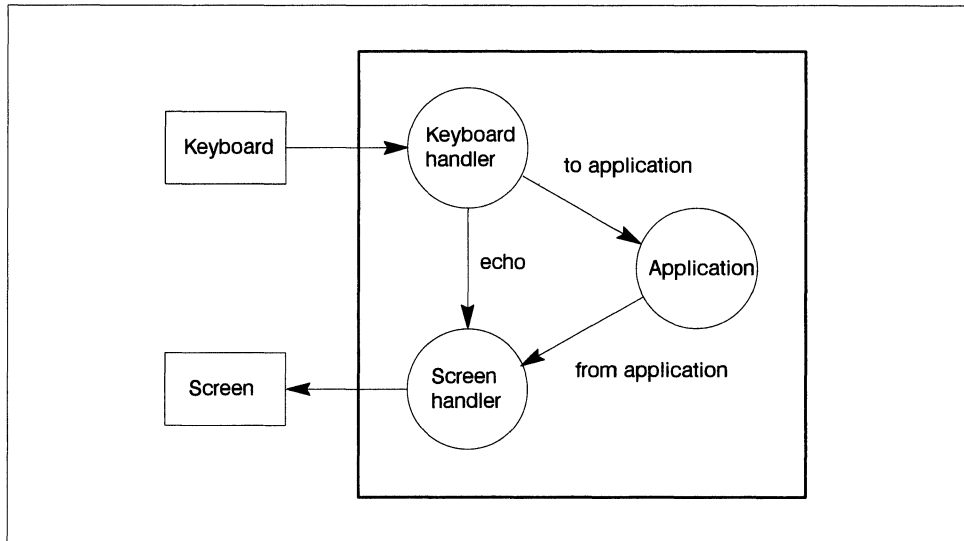 Keyboard
Keyboard
handler
to application
echo
Application
Screen
Screen
handler
from application